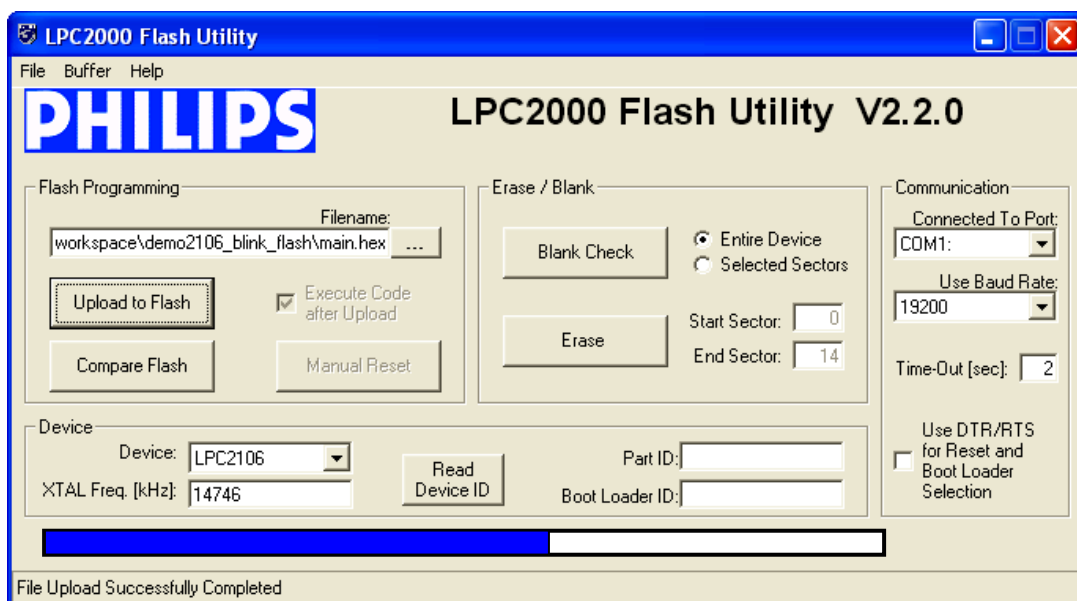 LPC2000 Flash Utility
File Buffer Help
PHILIPS
LPC2000 Flash Utility V2.2.0
Flash Programming
Filename:
workspace\demo2106_blink_flash\main.hex
...
Upload to Flash
Execute Code
after Upload
Compare Flash
Manual Reset
Erase / Blank
Blank Check
Entire Device
Selected Sectors
Erase
Start Sector: 0
End Sector: 14
Communication
Connected To Port:
COM1:
Use Baud Rate:
19200
Time-Out [sec]: 2
Use DTR/RTS
for Reset and
Boot Loader
Selection
Device
Device: LPC2106
XTAL Freq. [kHz]: 14746
Read
Device ID
Part ID:
Boot Loader ID:
File Upload Successfully Completed